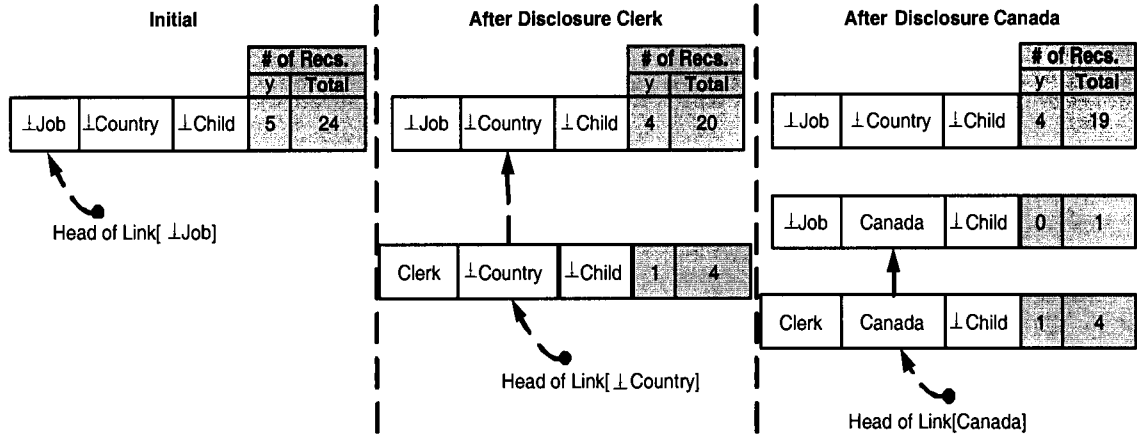 Initial
# of Recs.
y Total
⊥Job ⊥Country ⊥Child 5 24
Head of Link[ ⊥Job]
After Disclosure Clerk
# of Recs.
y Total
⊥Job ⊥Country ⊥Child 4 20
Clerk ⊥Country ⊥Child 1 4
Head of Link[ ⊥Country]
After Disclosure Canada
# of Recs.
y Total
⊥Job ⊥Country ⊥Child 4 19
⊥Job Canada ⊥Child 0 1
Clerk Canada ⊥Child 1 4
Head of Link[Canada]